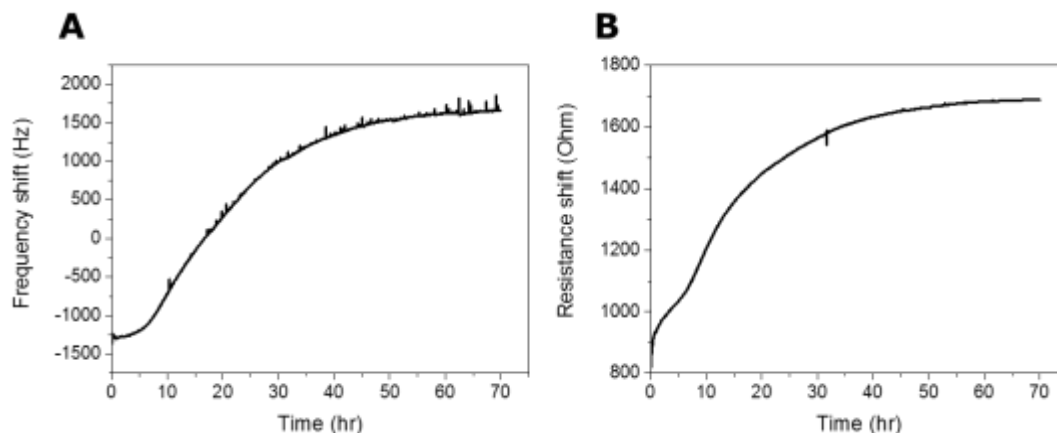 A
Frequency shift (Hz)
2000
1500
1000
500
0
-500
-1000
-1500
0 10 20 30 40 50 60 70
Time (hr)
B
Resistance shift (Ohm)
1800
1600
1400
1200
1000
800
0 10 20 30 40 50 60 70
Time (hr)